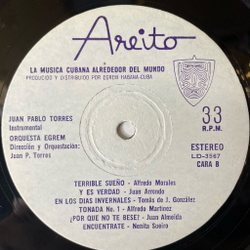 Areito
LA MUSICA CUBANA ALREDEDOR DEL MUNDO
PRODUCIDO Y DISTRIBUIDO POR EGREM HABANA-CUBA
JUAN PABLO TORRES
Instrumental
ORQUESTA EGREM
Dirección y Orquestación:
Juan P. Torres
33
R.P.M.
ESTEREO
LD-3567
CARA B
TERRIBLE SUEÑO - Alfredo Morales
Y ES VERDAD - Juan Arrondo
EN LOS DIAS INVERNALES - Tomás de J. González
TONADA No. 1 - Alfredo Martínez
¡POR QUE NO TE BESE! - Juan Almeida
ENCUENTRATE - Nenita Sueiro